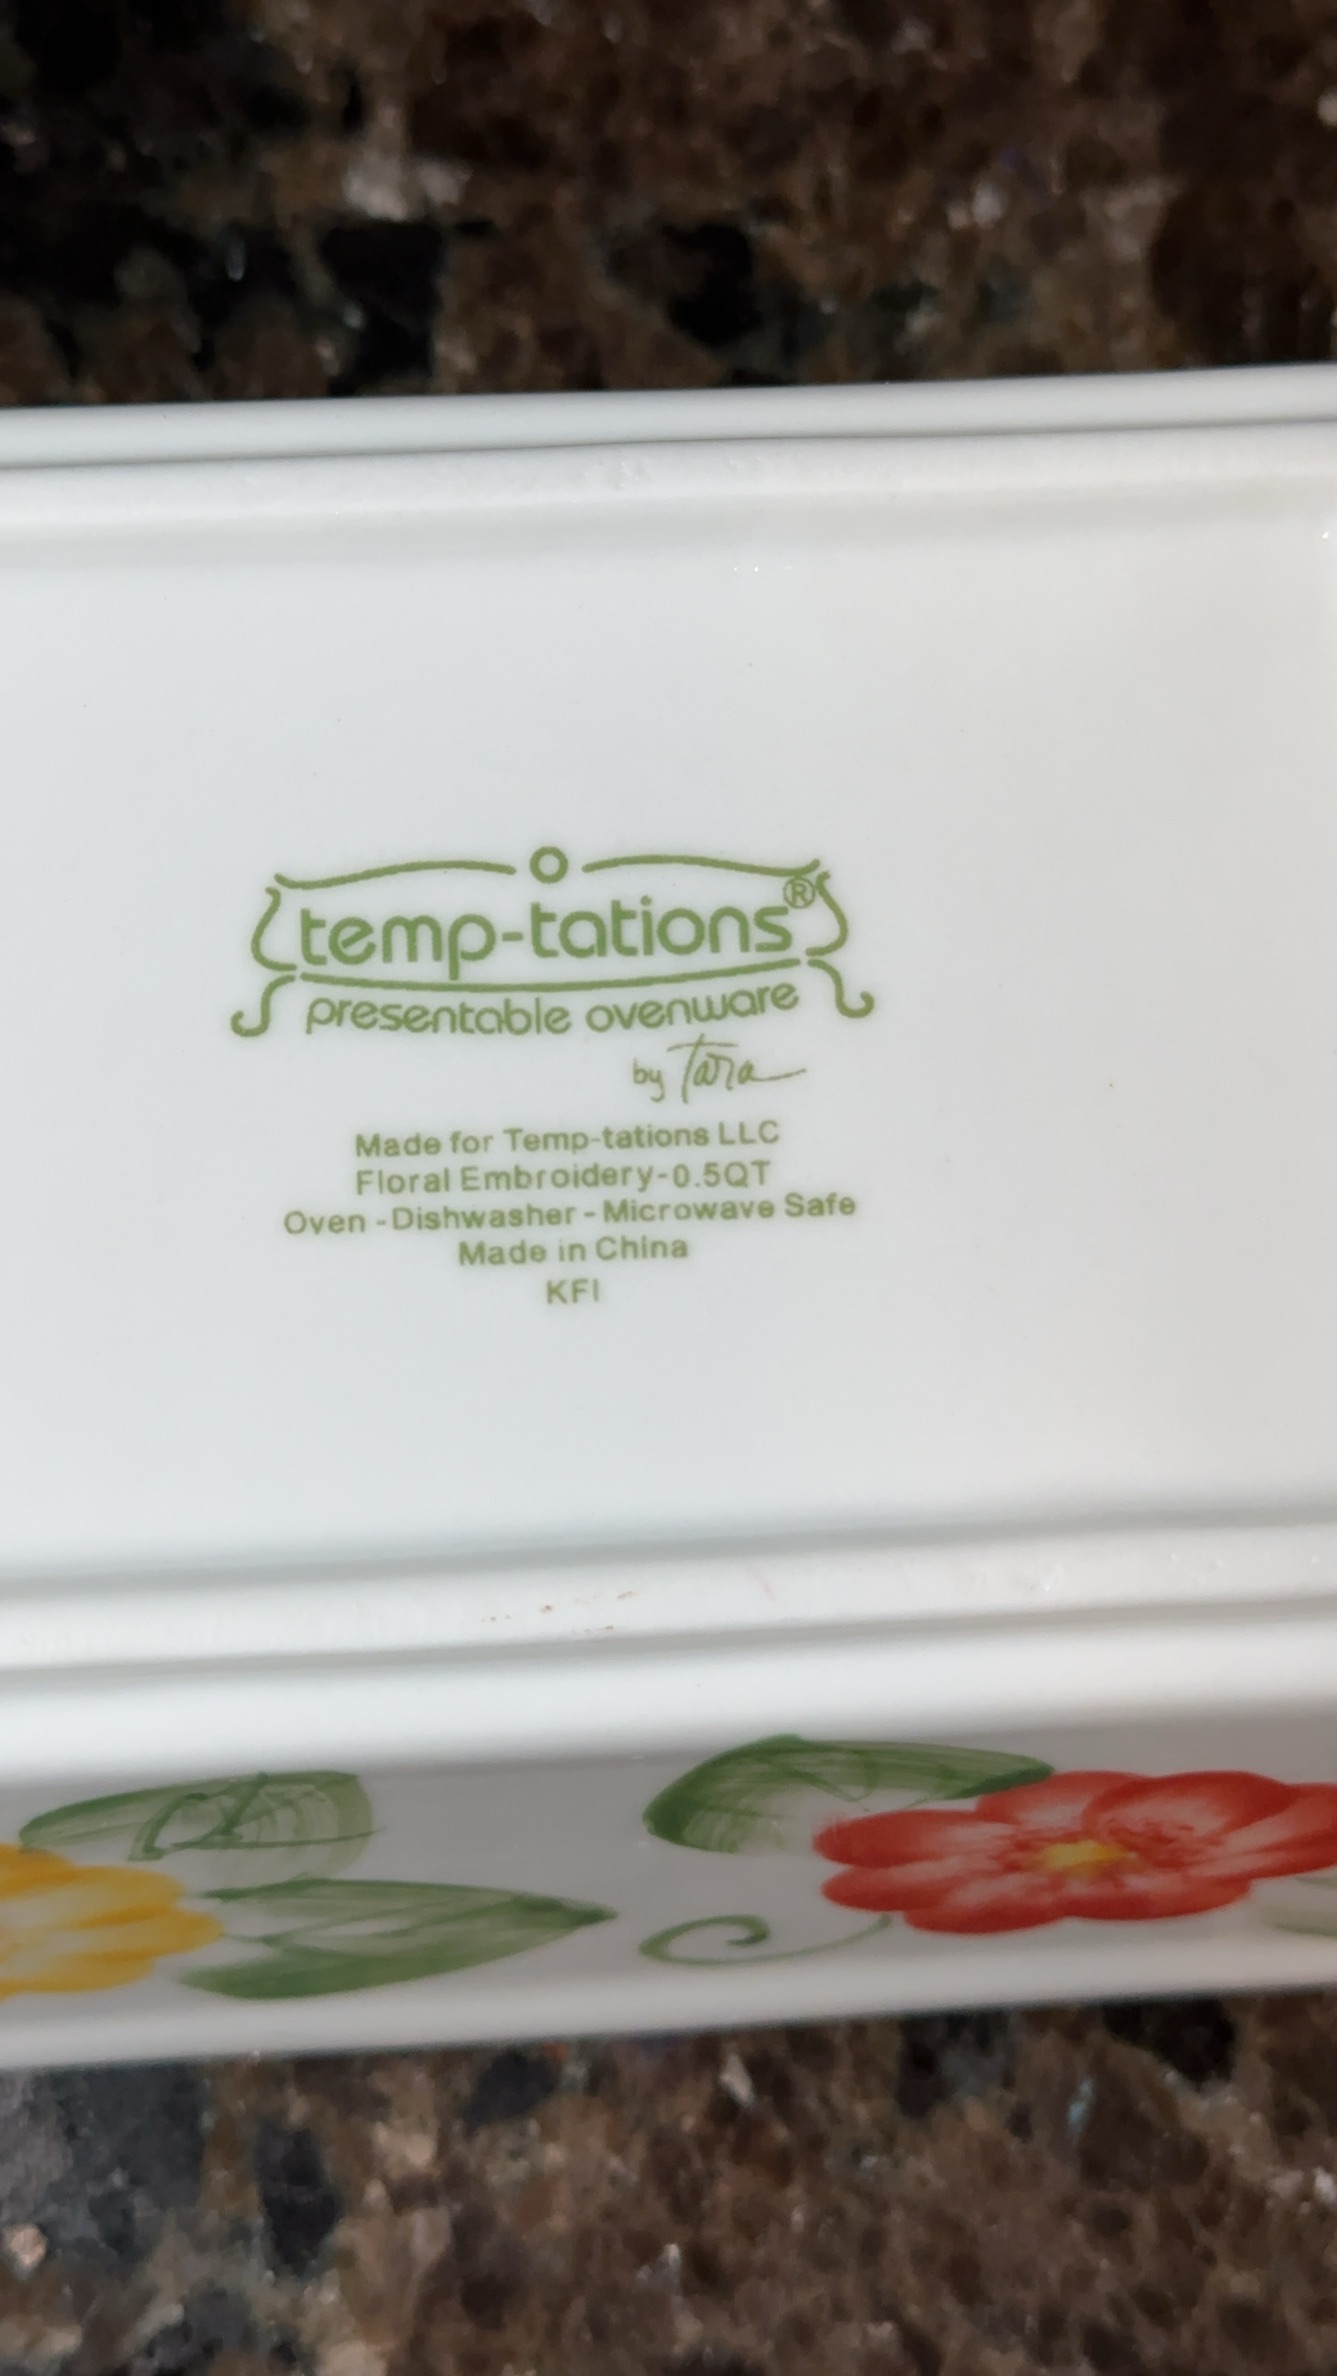 temp-tations®
presentable ovenware
by Tara
Made for Temp-tations LLC
Floral Embroidery-0.5QT
Oven - Dishwasher - Microwave Safe
Made in China
KFI